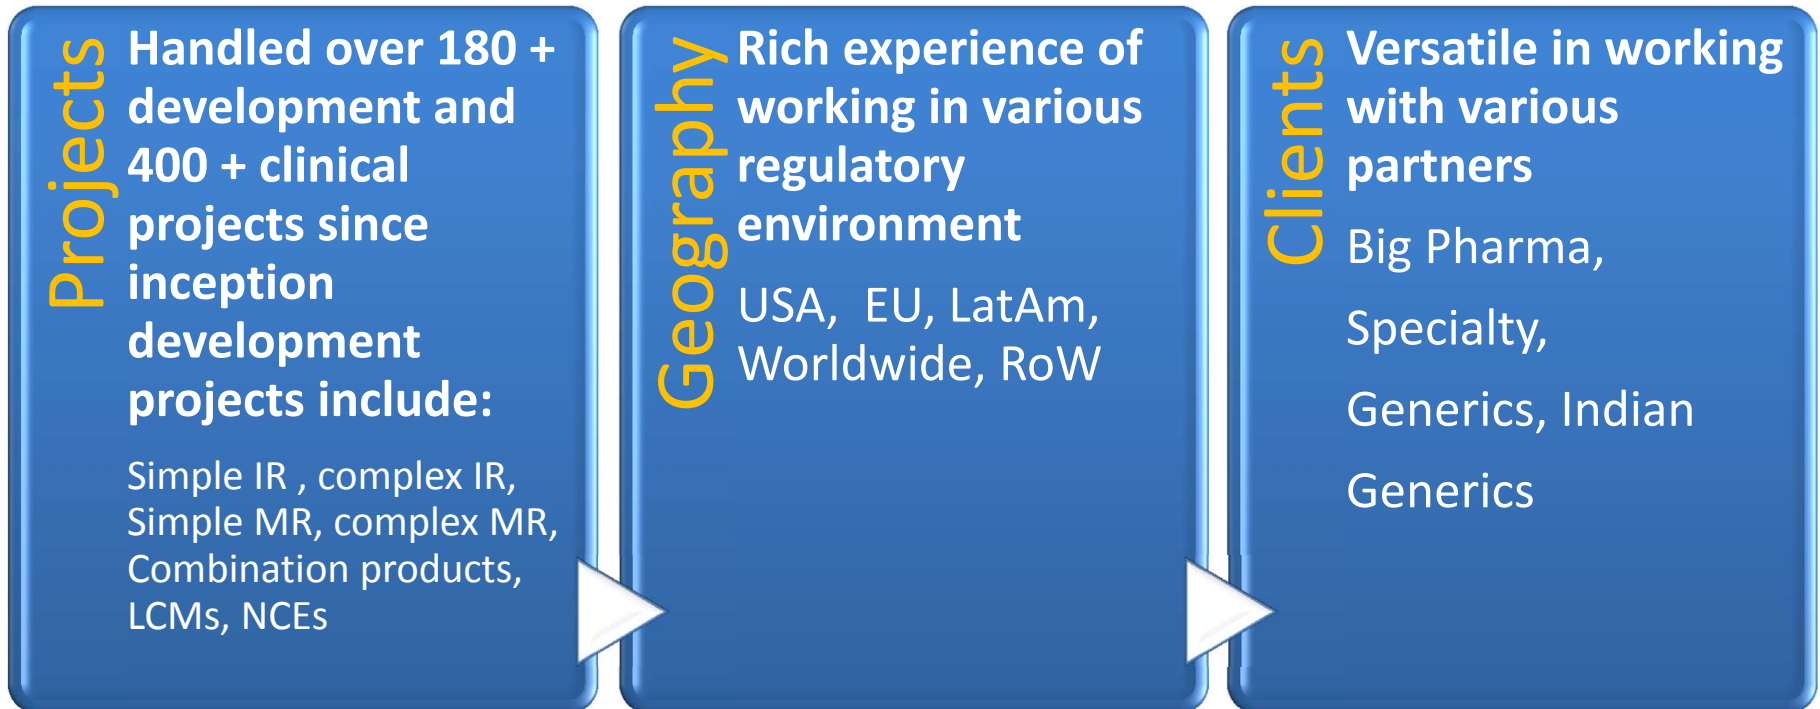 Projects
Handled over 180 +
development and
400 + clinical
projects since
inception
development
projects include:
Simple IR , complex IR,
Simple MR, complex MR,
Combination products,
LCMs, NCEs
Geography
Rich experience of
working in various
regulatory
environment
USA,  EU, LatAm,
Worldwide, RoW
Clients
Versatile in working
with various
partners
Big Pharma,
Specialty,
Generics, Indian
Generics